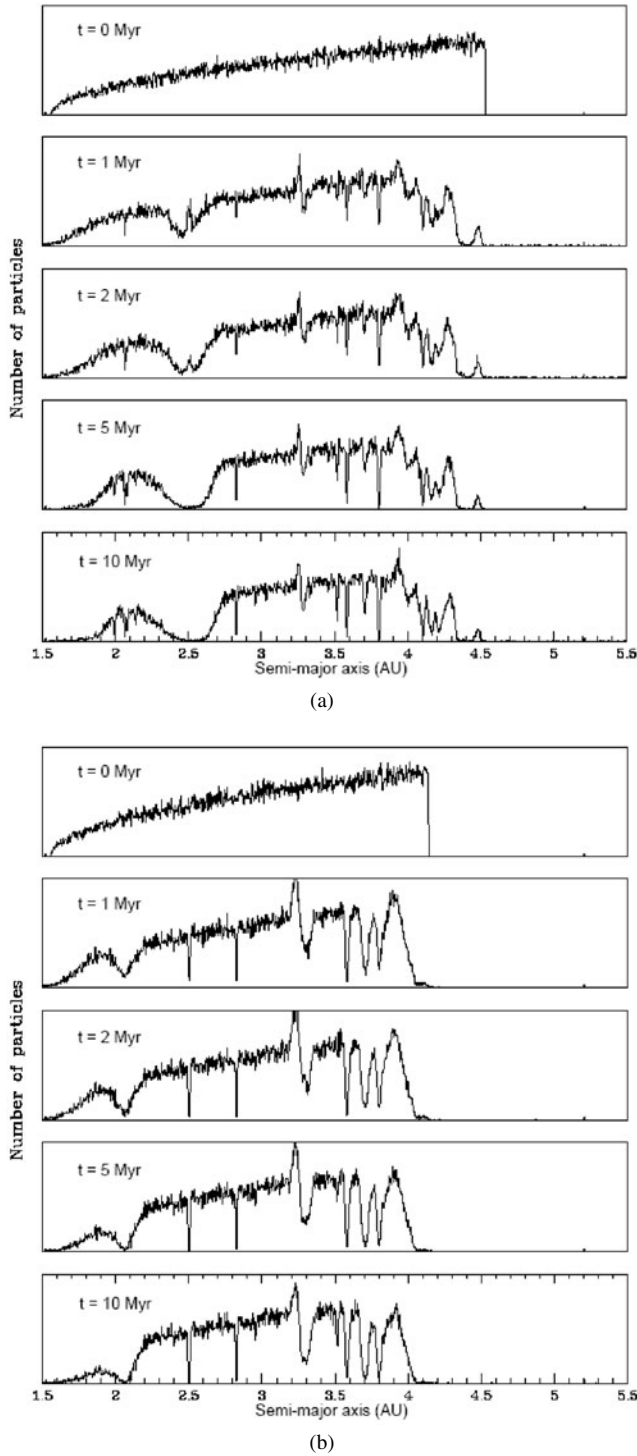 t = 0 Myr
t = 1 Myr
t = 2 Myr
t = 5 Myr
t = 10 Myr
Number of particles
1.5 2 2.5 3 3.5 4 4.5 5 5.5
Semi-major axis (AU)
(a)
t = 0 Myr
t = 1 Myr
t = 2 Myr
t = 5 Myr
t = 10 Myr
Number of particles
1.5 2 2.5 3 3.5 4 4.5 5 5.5
Semi-major axis (AU)
(b)